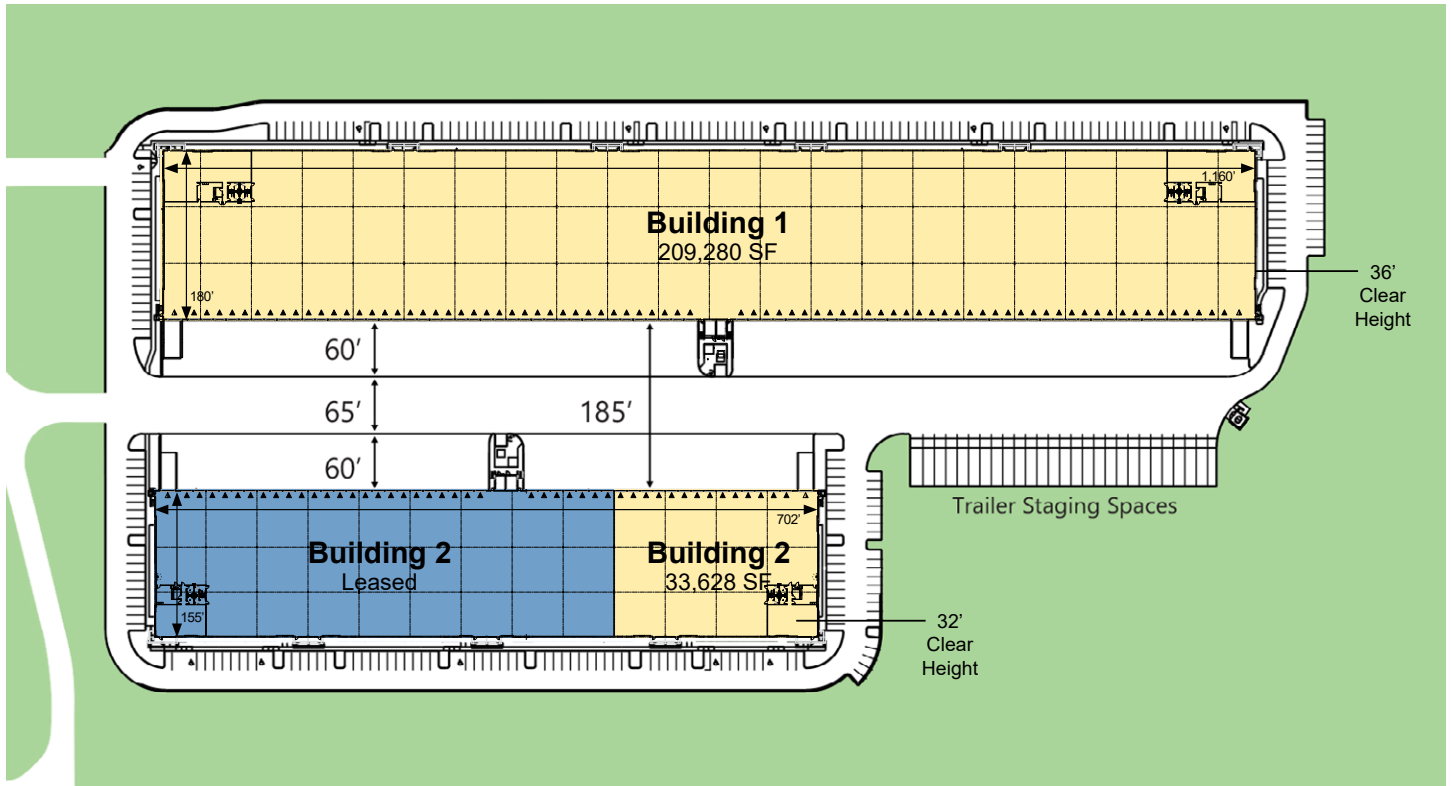 1,160’
Building 1
209,280 SF
180’
36’
Clear
Height
60’
65’
185’
60’
Trailer Staging Spaces
702’
Building 2
Leased
Building 2
33,628 SF
155’
32’
Clear
Height